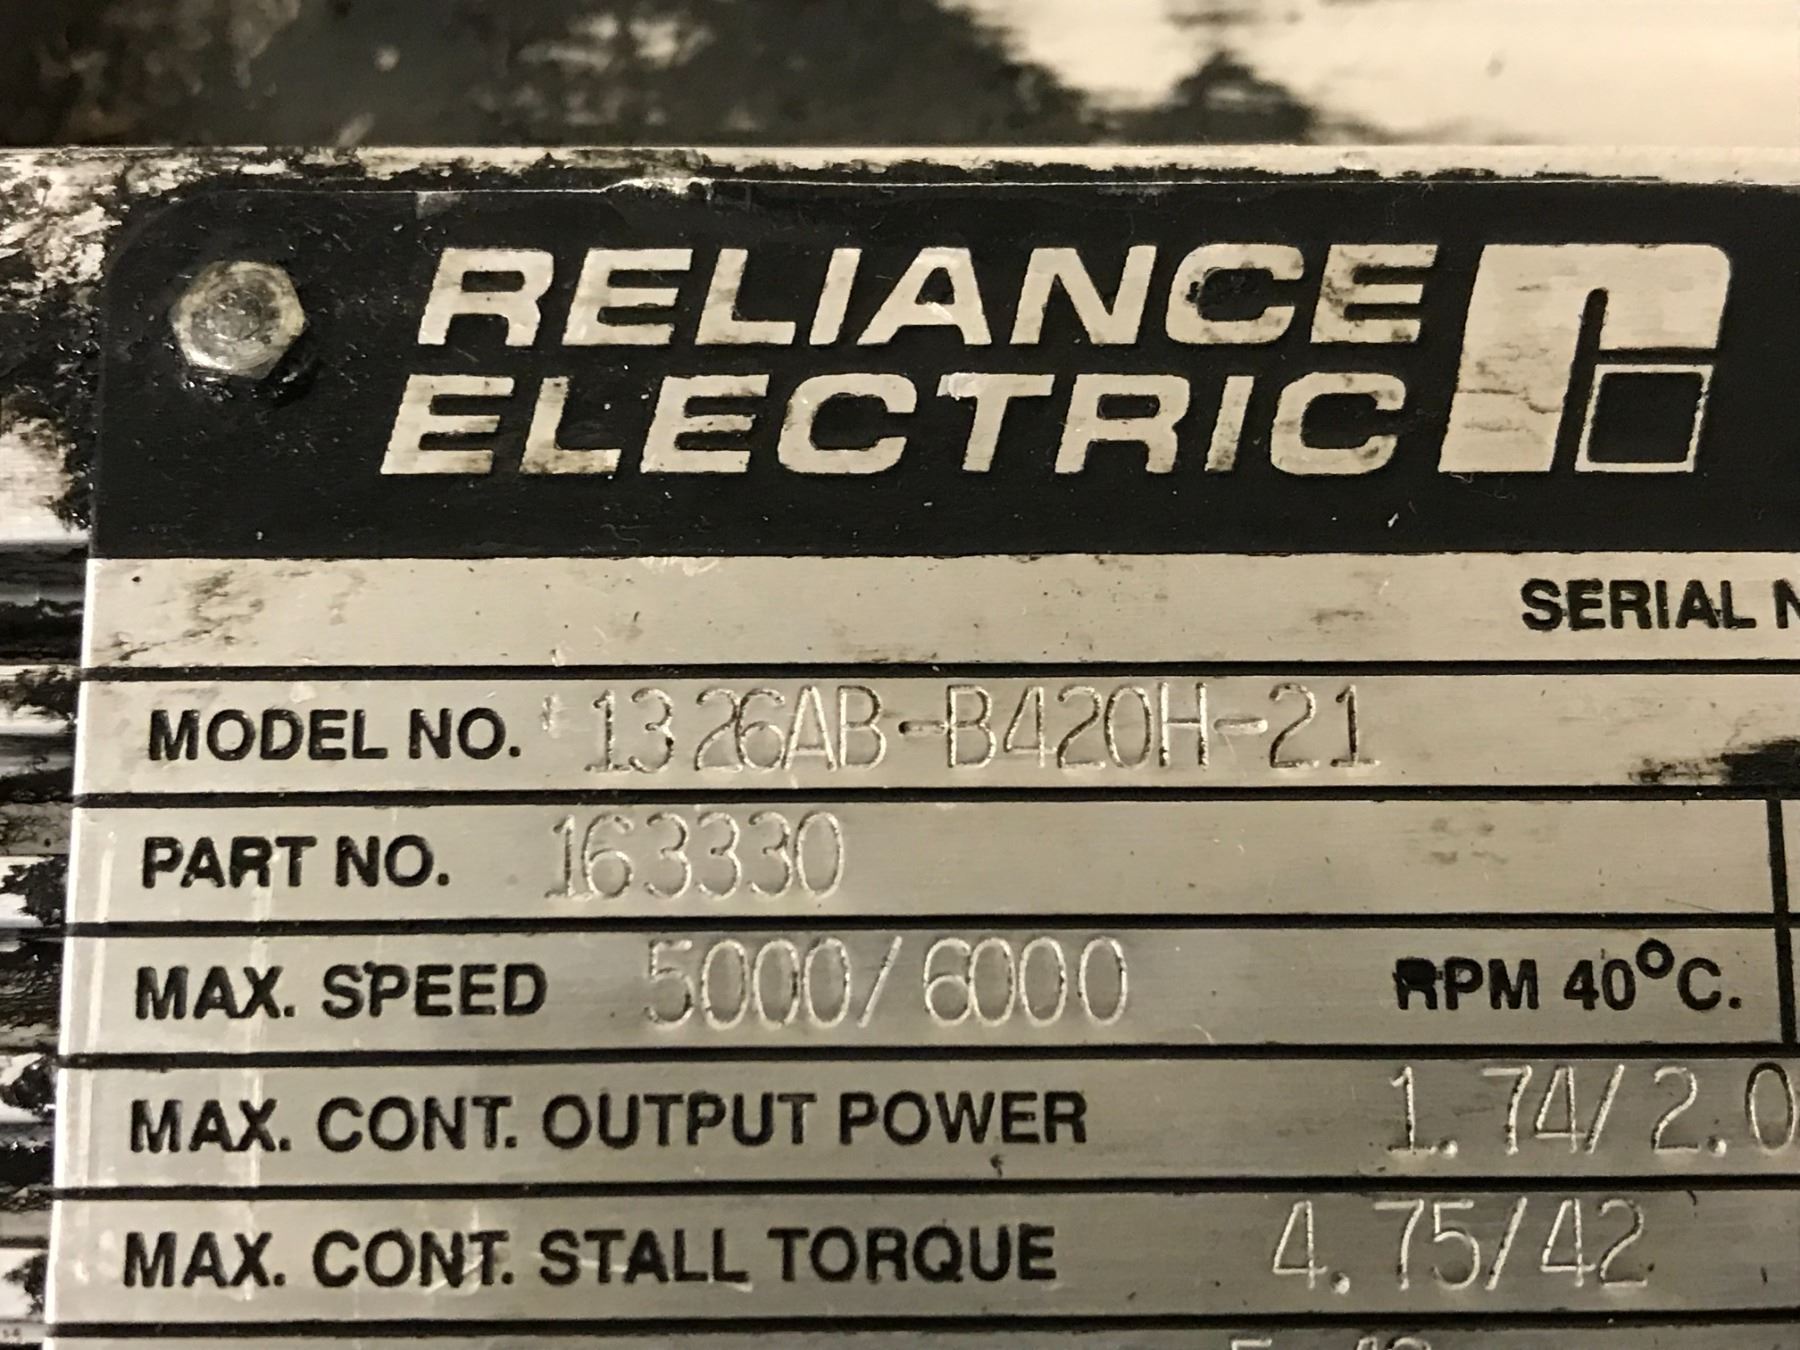 RELIANCE
ELECTRIC
SERIAL N
MODEL NO. 1326AB-B420H-21
PART NO. 163330
MAX. SPEED 5000/6000 RPM 40°C.
MAX. CONT. OUTPUT POWER 1.74/2.0
MAX. CONT. STALL TORQUE 4.75/42